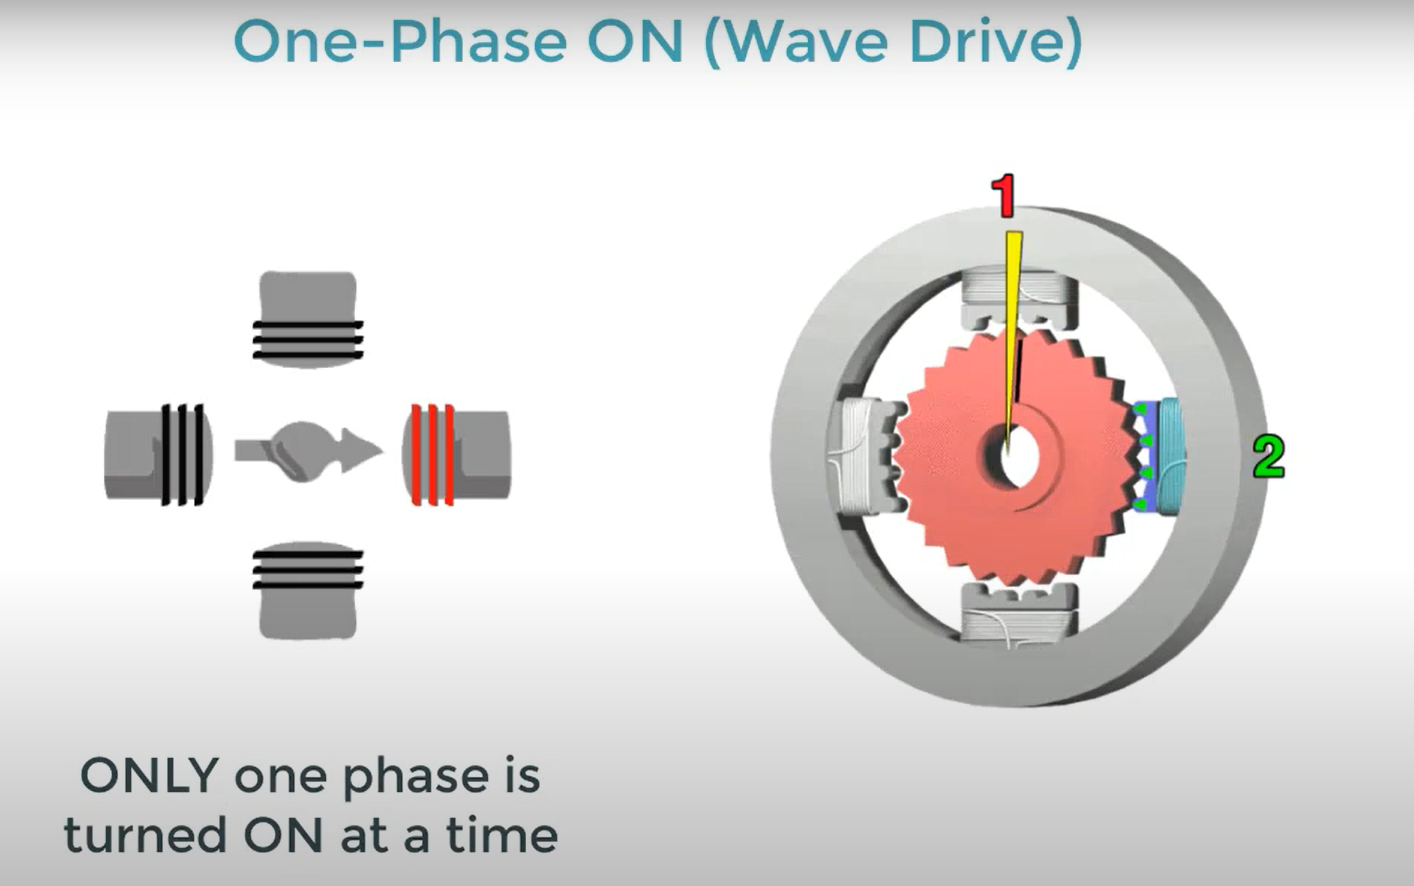 One-Phase ON (Wave Drive)
1
2
ONLY one phase is
turned ON at a time